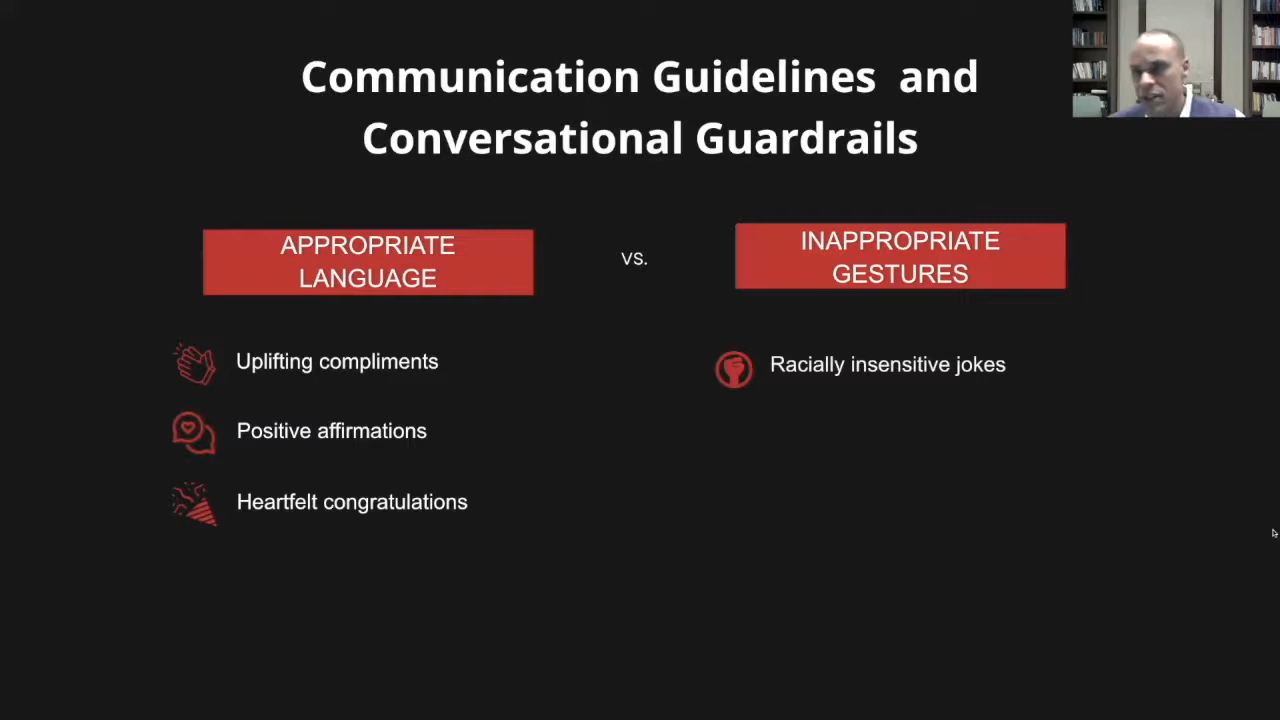 Communication Guidelines and
Conversational Guardrails
APPROPRIATE
LANGUAGE
vs.
INAPPROPRIATE
GESTURES
Uplifting compliments
Positive affirmations
Heartfelt congratulations
Racially insensitive jokes